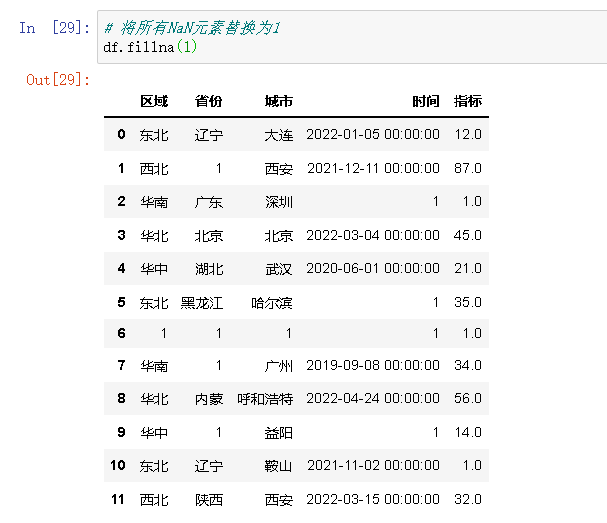 In [29]: # 将所有NaN元素替换为1
df.fillna(1)
Out[29]:
区域 省份 城市 时间 指标
0 东北 辽宁 大连 2022-01-05 00:00:00 12.0
1 西北 1 西安 2021-12-11 00:00:00 87.0
2 华南 广东 深圳 1 1.0
3 华北 北京 北京 2022-03-04 00:00:00 45.0
4 华中 湖北 武汉 2020-06-01 00:00:00 21.0
5 东北 黑龙江 哈尔滨 1 35.0
6 1 1 1 1 1.0
7 华南 1 广州 2019-09-08 00:00:00 34.0
8 华北 内蒙 呼和浩特 2022-04-24 00:00:00 56.0
9 华中 1 益阳 1 14.0
10 东北 辽宁 鞍山 2021-11-02 00:00:00 1.0
11 西北 陕西 西安 2022-03-15 00:00:00 32.0